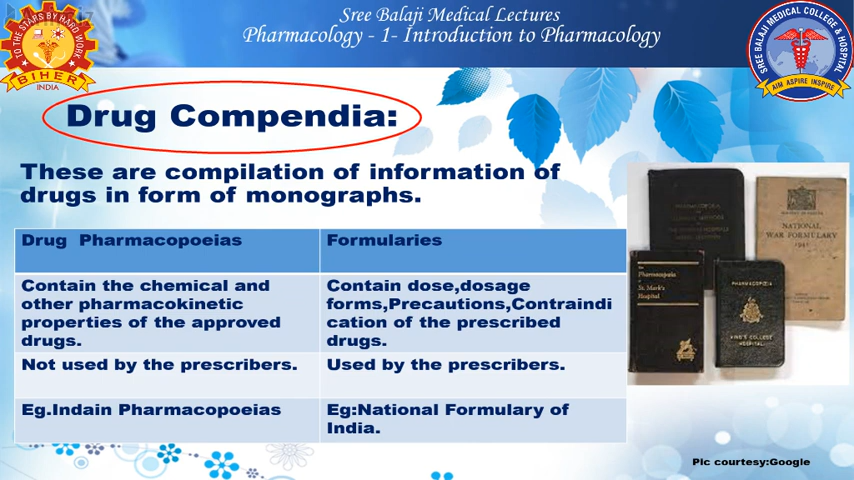 Sree Balaji Medical Lectures
Pharmacology - 1- Introduction to Pharmacology
TO THE STARS BY HARD WORK
BIHER
INDIA
SREE BALAJI MEDICAL COLLEGE & HOSPITAL
AIM ASPIRE INSPIRE
Drug Compendia:
These are compilation of information of
drugs in form of monographs.
Drug Pharmacopoeias
Formularies
Contain the chemical and
other pharmacokinetic
properties of the approved
drugs.
Contain dose,dosage
forms,Precautions,Contraindi
cation of the prescribed
drugs.
Not used by the prescribers.
Used by the prescribers.
Eg.Indain Pharmacopoeias
Eg:National Formulary of
India.
NATIONAL
WAR FORMULARY
1941
Pharmacopoeia
St. Mark's
Hospital
PHARMACOPŒIA
KING'S COLLEGE
HOSPITAL
Pic courtesy:Google